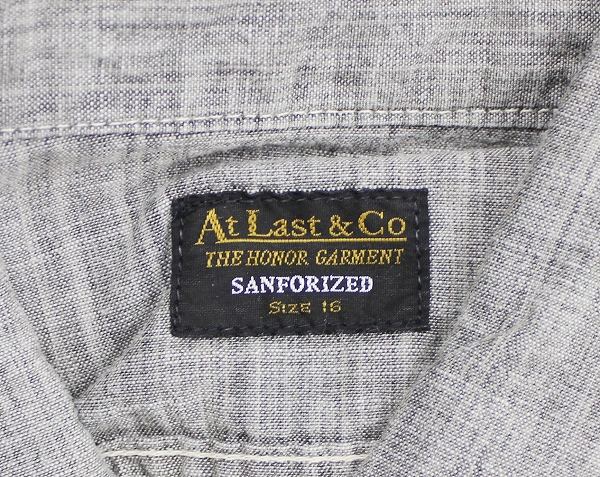 At Last & Co
THE HONOR GARMENT
SANFORIZED
SIZE 16